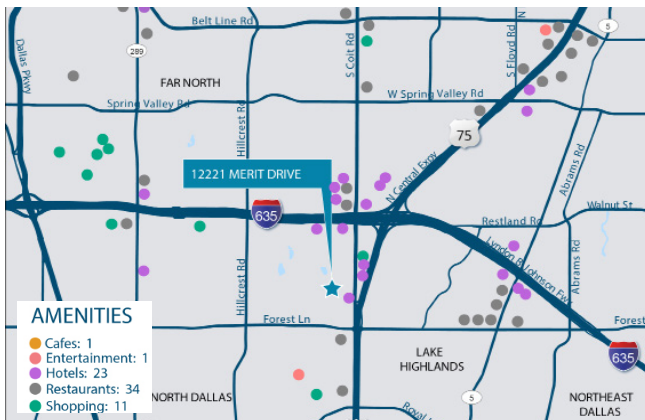 Belt Line Rd
N
5
289
Dallas Pkwy
S Coit Rd
S Floyd Rd
FAR NORTH
Spring Valley Rd
W Spring Valley Rd
Hillcrest Rd
75
12221 MERIT DRIVE
N Central Expy
Abrams Rd
Walnut St
635
Restland Rd
Lyndon B Johnson Fwy
Abrams Rd
Hillcrest Rd
AMENITIES
Cafes: 1
Entertainment: 1
Hotels: 23
Restaurants: 34
Shopping: 11
Forest Ln
Forest
LAKE
HIGHLANDS
635
NORTH DALLAS
5
NORTHEAST
DALLAS
Royal